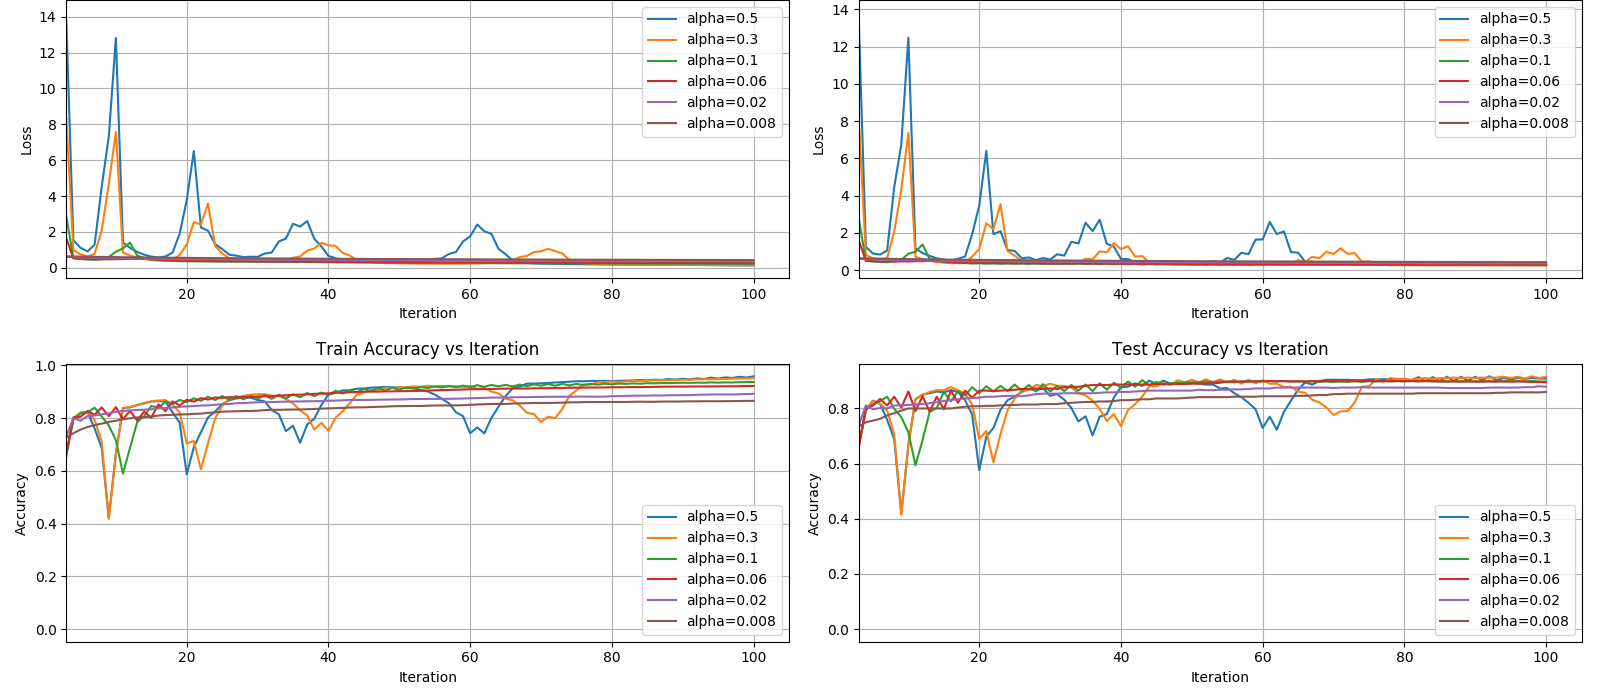 14
12
10
8
6
4
2
0
Loss
20
40
60
80
100
Iteration
alpha=0.5
alpha=0.3
alpha=0.1
alpha=0.06
alpha=0.02
alpha=0.008
14
12
10
8
6
4
2
0
Loss
20
40
60
80
100
Iteration
alpha=0.5
alpha=0.3
alpha=0.1
alpha=0.06
alpha=0.02
alpha=0.008
Train Accuracy vs Iteration
1.0
0.8
0.6
0.4
0.2
0.0
Accuracy
20
40
60
80
100
Iteration
alpha=0.5
alpha=0.3
alpha=0.1
alpha=0.06
alpha=0.02
alpha=0.008
Test Accuracy vs Iteration
0.8
0.6
0.4
0.2
0.0
Accuracy
20
40
60
80
100
Iteration
alpha=0.5
alpha=0.3
alpha=0.1
alpha=0.06
alpha=0.02
alpha=0.008